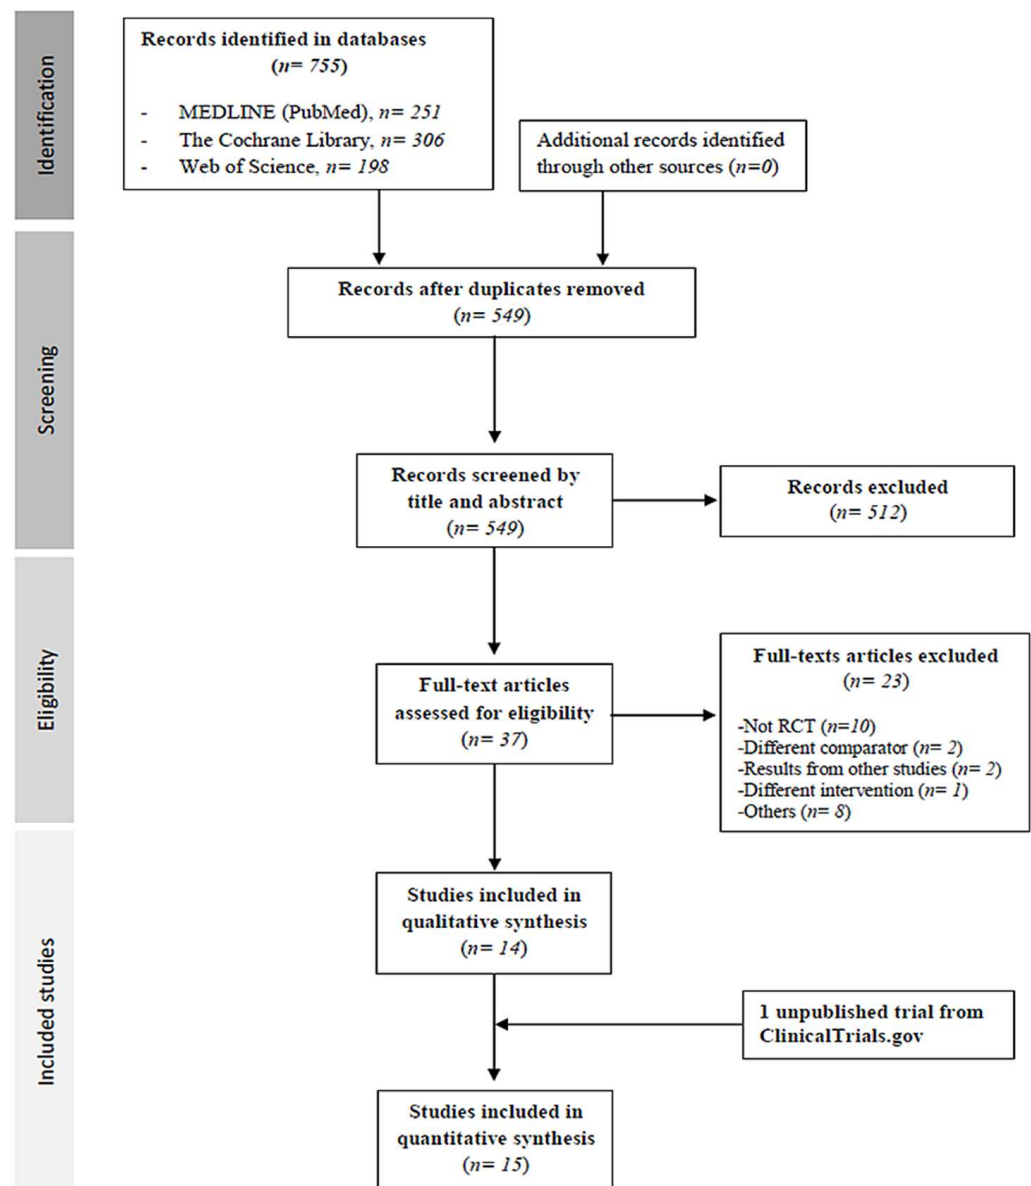 Identification
Records identified in databases
(n= 755)
- MEDLINE (PubMed), n= 251
- The Cochrane Library, n= 306
- Web of Science, n= 198
Additional records identified
through other sources (n=0)
Screening
Records after duplicates removed
(n= 549)
Records screened by
title and abstract
(n= 549)
Records excluded
(n= 512)
Eligibility
Full-text articles
assessed for eligibility
(n= 37)
Full-texts articles excluded
(n= 23)
-Not RCT (n=10)
-Different comparator (n= 2)
-Results from other studies (n= 2)
-Different intervention (n= 1)
-Others (n= 8)
Included studies
Studies included in
qualitative synthesis
(n= 14)
1 unpublished trial from
ClinicalTrials.gov
Studies included in
quantitative synthesis
(n= 15)